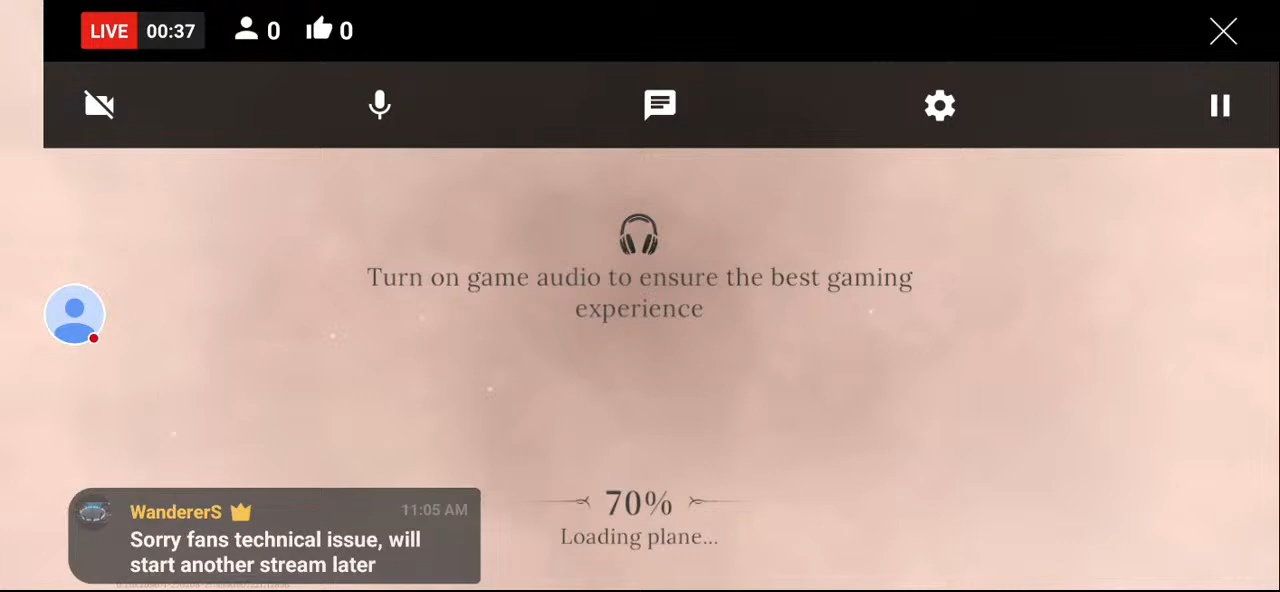 LIVE 00:37 0 0
Turn on game audio to ensure the best gaming
experience
70%
Loading plane...
WandererS 11:05 AM
Sorry fans technical issue, will
start another stream later